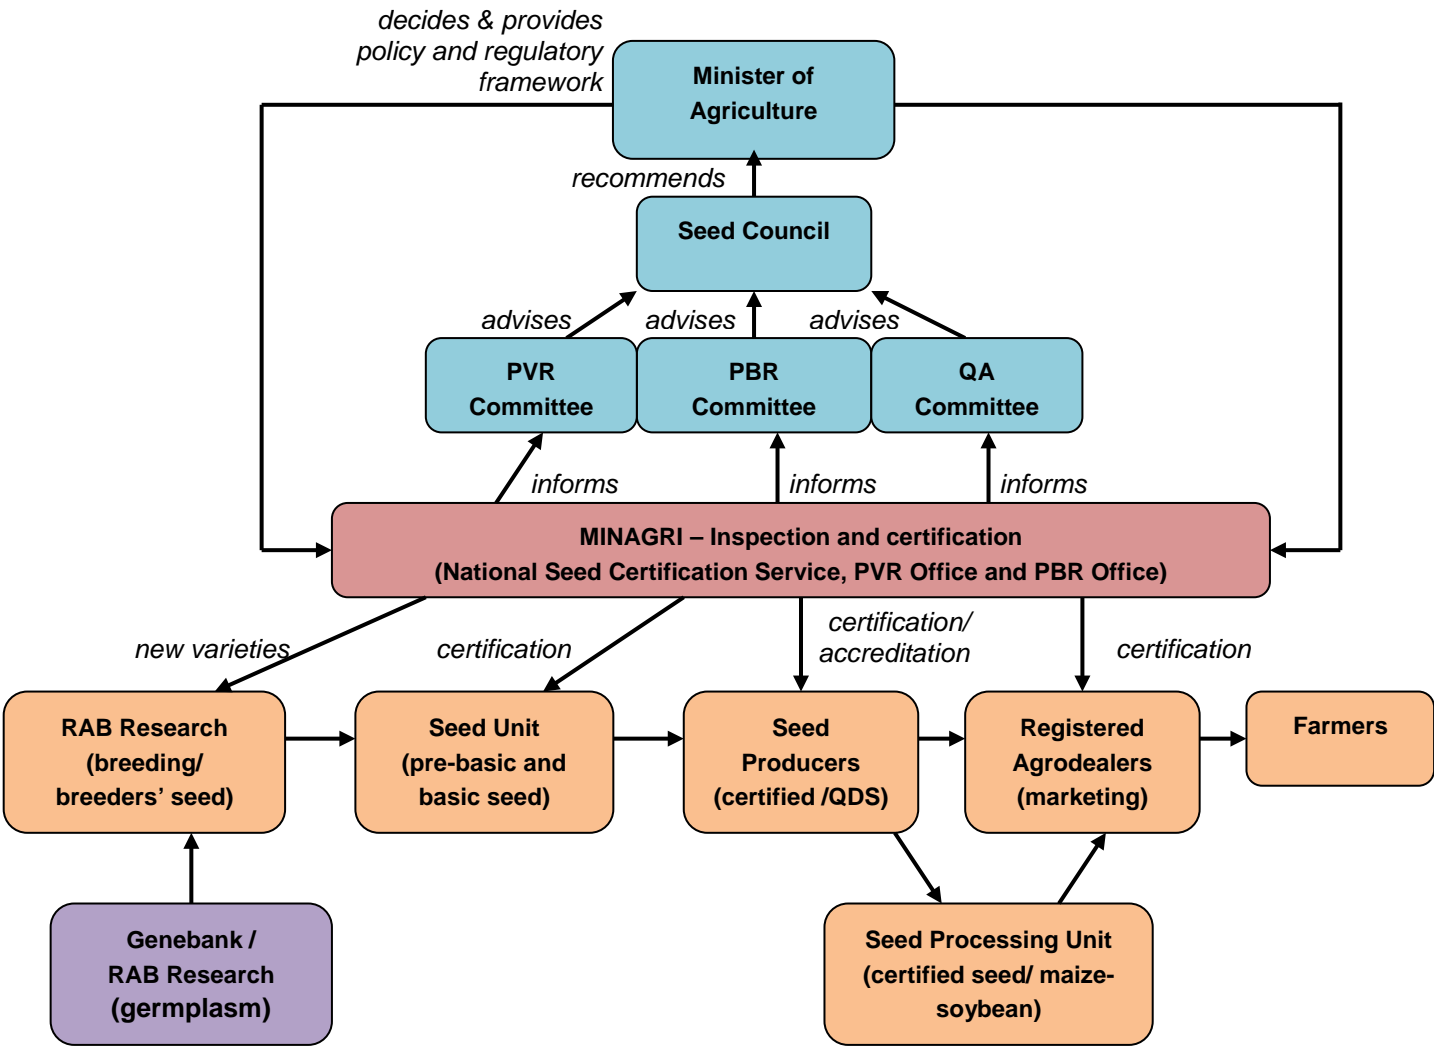 decides & provides
policy and regulatory
framework
Minister of
Agriculture
recommends
Seed Council
advises
advises
advises
PVR
Committee
PBR
Committee
QA
Committee
informs
informs
informs
MINAGRI – Inspection and certification
(National Seed Certification Service, PVR Office and PBR Office)
new varieties
certification
certification/
accreditation
certification
RAB Research
(breeding/
breeders’ seed)
Seed Unit
(pre-basic and
basic seed)
Seed
Producers
(certified /QDS)
Registered
Agrodealers
(marketing)
Farmers
Genebank /
RAB Research
(germplasm)
Seed Processing Unit
(certified seed/ maize-
soybean)